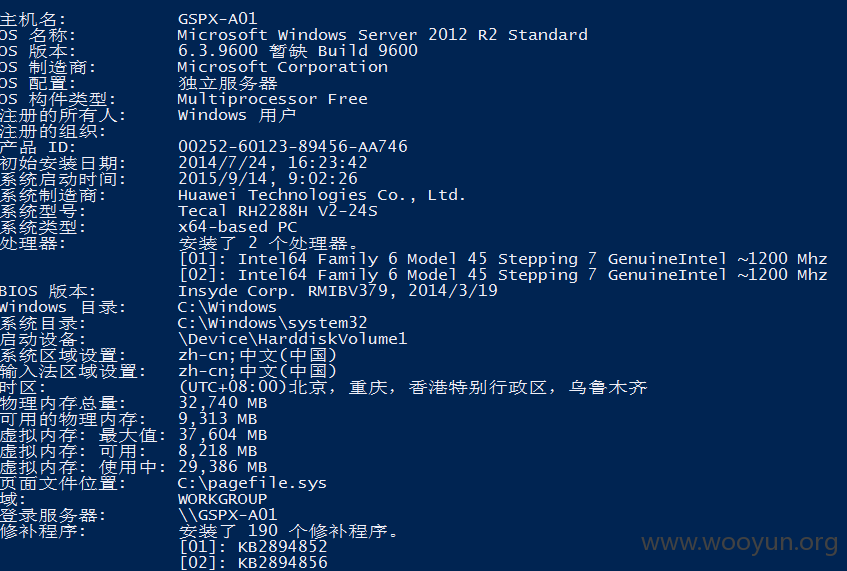 主机名:           GSPX-A01
OS 名称:          Microsoft Windows Server 2012 R2 Standard
OS 版本:          6.3.9600 暂缺 Build 9600
OS 制造商:        Microsoft Corporation
OS 配置:          独立服务器
OS 构件类型:      Multiprocessor Free
注册的所有人:     Windows 用户
注册的组织:
产品 ID:          00252-60123-89456-AA746
初始安装日期:     2014/7/24, 16:23:42
系统启动时间:     2015/9/14, 9:02:26
系统制造商:       Huawei Technologies Co., Ltd.
系统型号:         Tecal RH2288H V2-24S
系统类型:         x64-based PC
处理器:           安装了 2 个处理器。
                  [01]: Intel64 Family 6 Model 45 Stepping 7 GenuineIntel ~1200 Mhz
                  [02]: Intel64 Family 6 Model 45 Stepping 7 GenuineIntel ~1200 Mhz
BIOS 版本:        Insyde Corp. RMIBV379, 2014/3/19
Windows 目录:     C:\Windows
系统目录:         C:\Windows\system32
启动设备:         \Device\HarddiskVolume1
系统区域设置:     zh-cn;中文(中国)
输入法区域设置:   zh-cn;中文(中国)
时区:             (UTC+08:00)北京，重庆，香港特别行政区，乌鲁木齐
物理内存总量:     32,740 MB
可用的物理内存:   9,313 MB
虚拟内存: 最大值: 37,604 MB
虚拟内存: 可用:   8,218 MB
虚拟内存: 使用中: 29,386 MB
页面文件位置:     C:\pagefile.sys
域:               WORKGROUP
登录服务器:       \\GSPX-A01
修补程序:         安装了 190 个修补程序。
                  [01]: KB2894852
                  [02]: KB2894856
www.wooyun.org